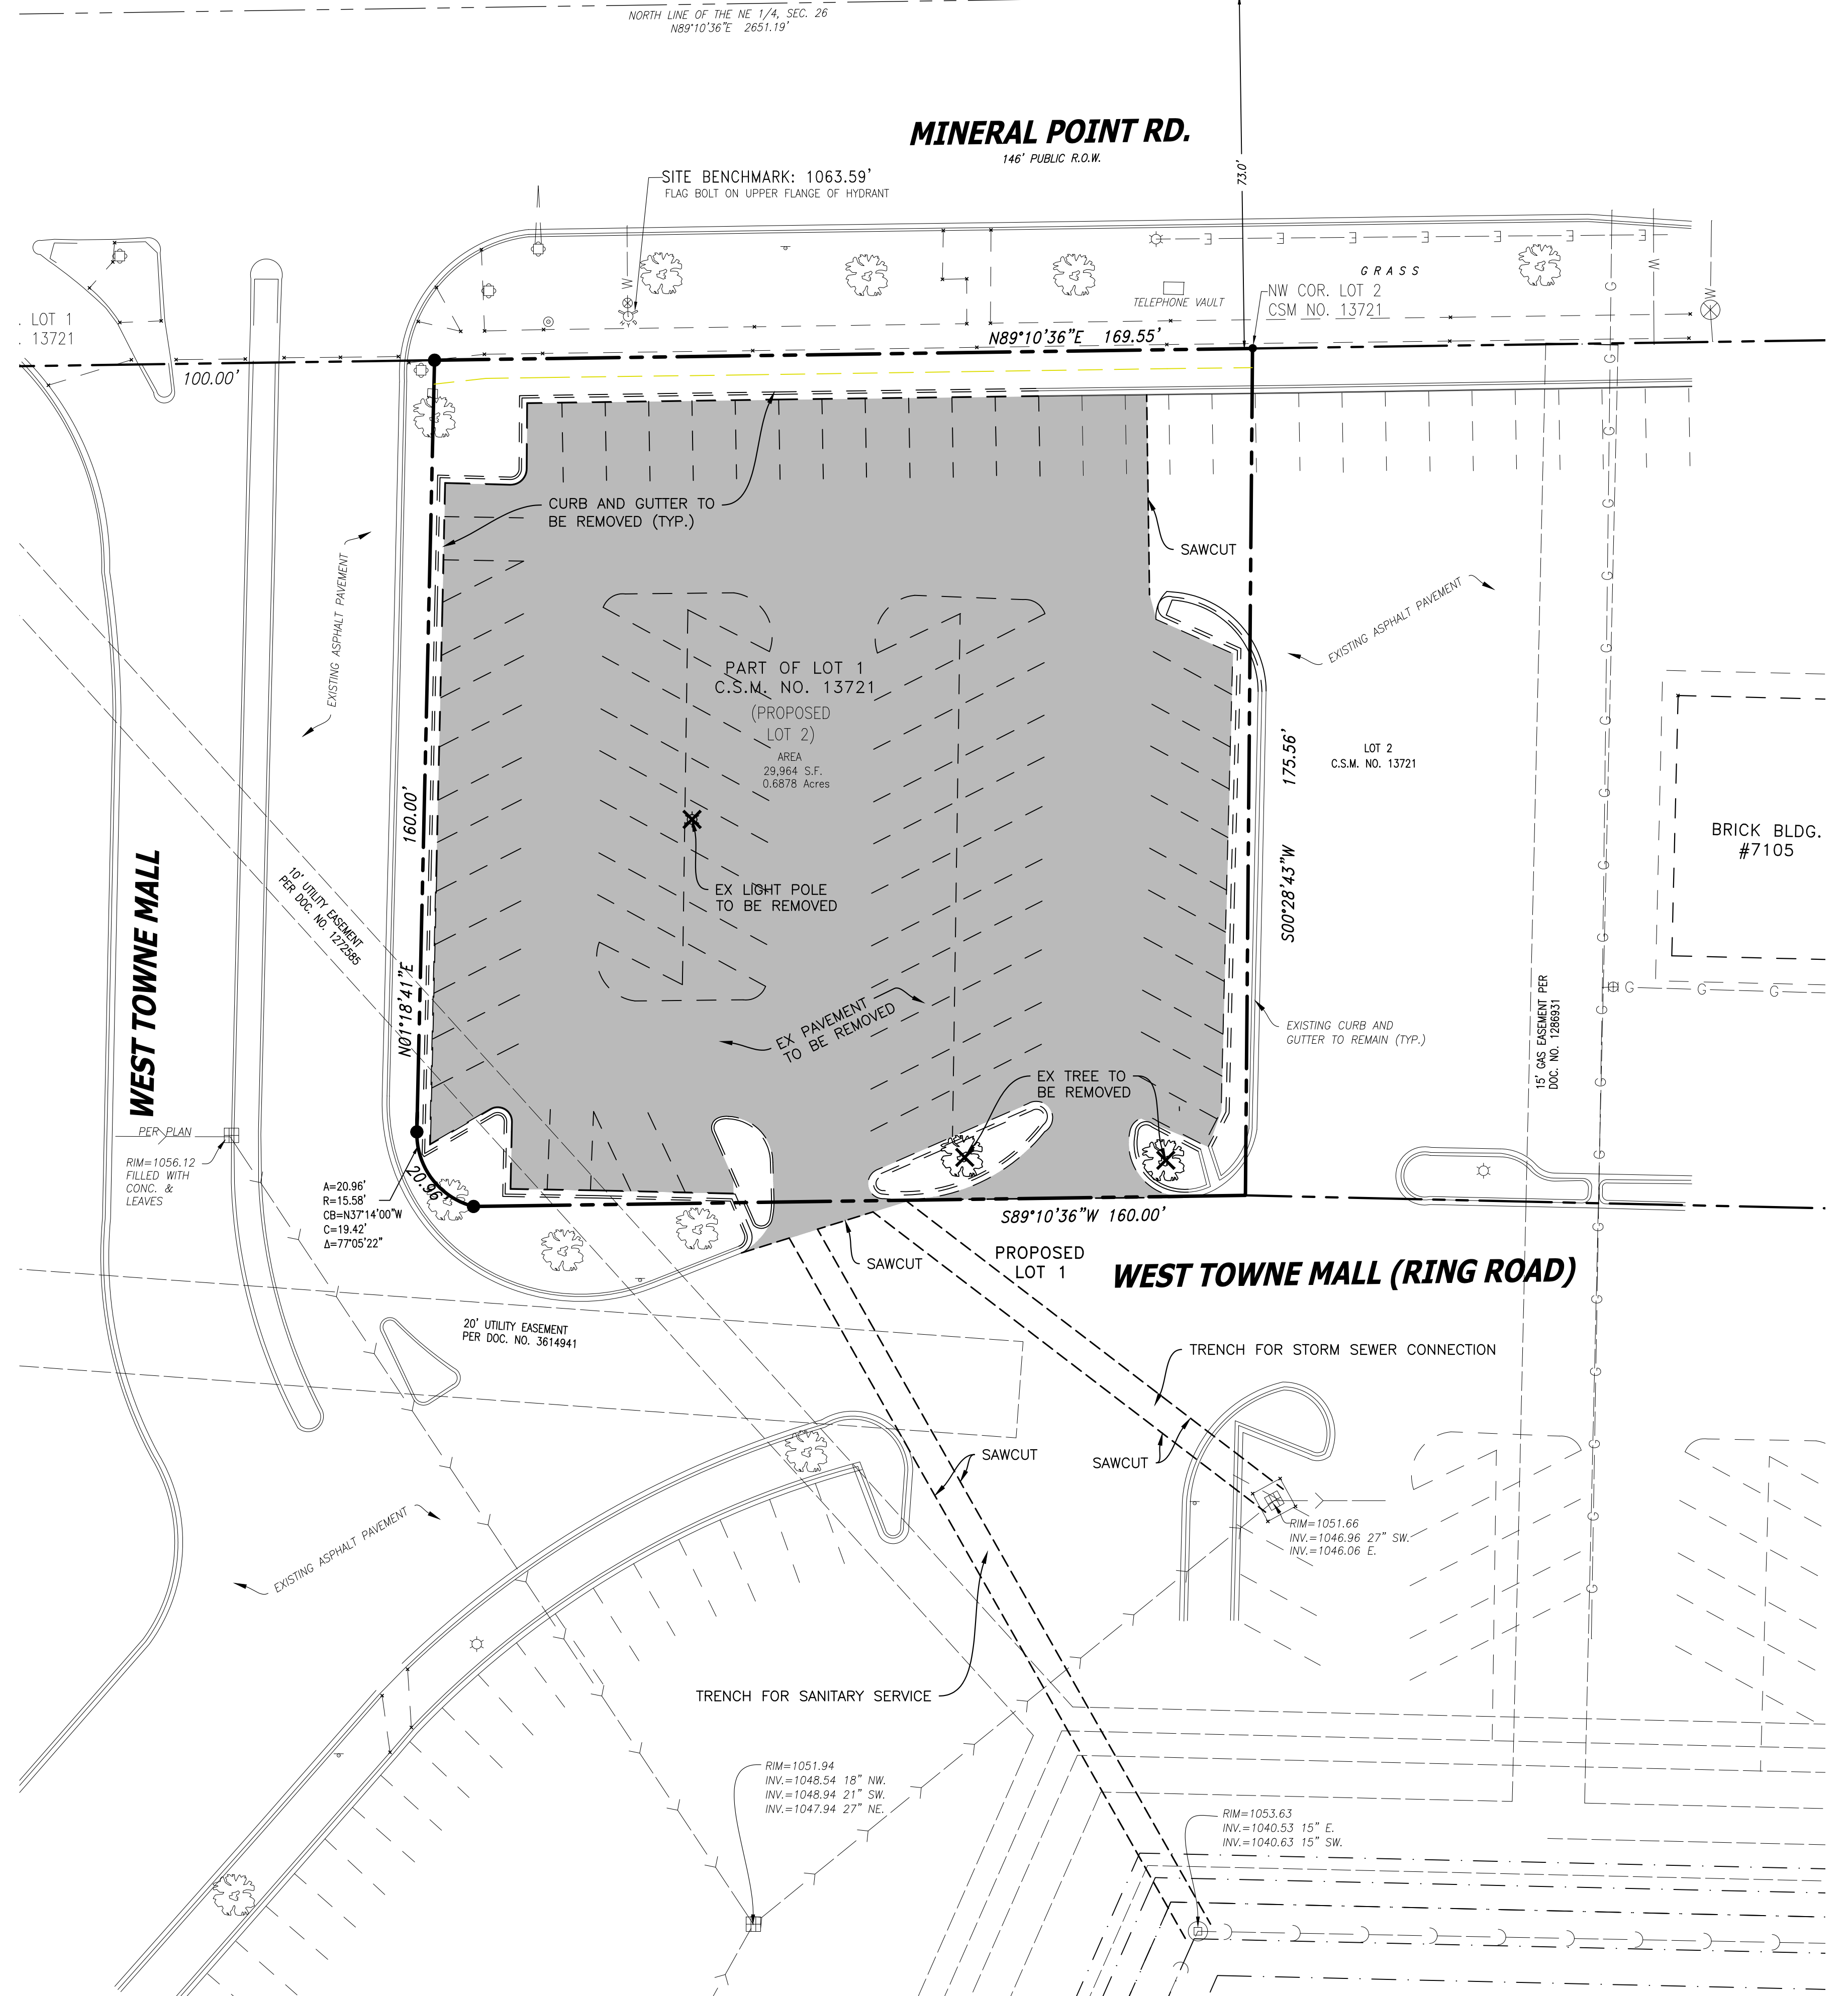 NORTH LINE OF THE NE 1/4, SEC. 26
N89°10'36"E 2651.19'
MINERAL POINT RD.
146' PUBLIC R.O.W.
73.0'
SITE BENCHMARK: 1063.59'
FLAG BOLT ON UPPER FLANGE OF HYDRANT
W
E E E E E E E
W
W
G R A S S
TELEPHONE VAULT
NW COR. LOT 2
CSM NO. 13721
. LOT 1
. 13721
100.00'
N89°10'36"E 169.55'
CURB AND GUTTER TO
BE REMOVED (TYP.)
SAWCUT
EXISTING ASPHALT PAVEMENT
EXISTING ASPHALT PAVEMENT
PART OF LOT 1
C.S.M. NO. 13721
(PROPOSED
LOT 2)
AREA
29,964 S.F.
0.6878 Acres
175.56'
S00°28'43"W
LOT 2
C.S.M. NO. 13721
BRICK BLDG.
#7105
160.00'
N01°18'41"E
10' UTILITY EASEMENT
PER DOC. NO. 1272585
WEST TOWNE MALL
EX LIGHT POLE
TO BE REMOVED
EX PAVEMENT
TO BE REMOVED
EX TREE TO
BE REMOVED
EXISTING CURB AND
GUTTER TO REMAIN (TYP.)
15' GAS EASEMENT PER
DOC. NO. 1286931
G G G G
PER PLAN
RIM=1056.12
FILLED WITH
CONC. &
LEAVES
A=20.96'
R=15.58'
CB=N37°14'00"W
C=19.42'
Δ=77°05'22"
20.96'
S89°10'36"W 160.00'
SAWCUT
PROPOSED
LOT 1
WEST TOWNE MALL (RING ROAD)
20' UTILITY EASEMENT
PER DOC. NO. 3614941
TRENCH FOR STORM SEWER CONNECTION
SAWCUT
SAWCUT
RIM=1051.66
INV.=1046.96 27" SW.
INV.=1046.06 E.
EXISTING ASPHALT PAVEMENT
TRENCH FOR SANITARY SERVICE
RIM=1051.94
INV.=1048.54 18" NW.
INV.=1048.94 21" SW.
INV.=1047.94 27" NE.
RIM=1053.63
INV.=1040.53 15" E.
INV.=1040.63 15" SW.